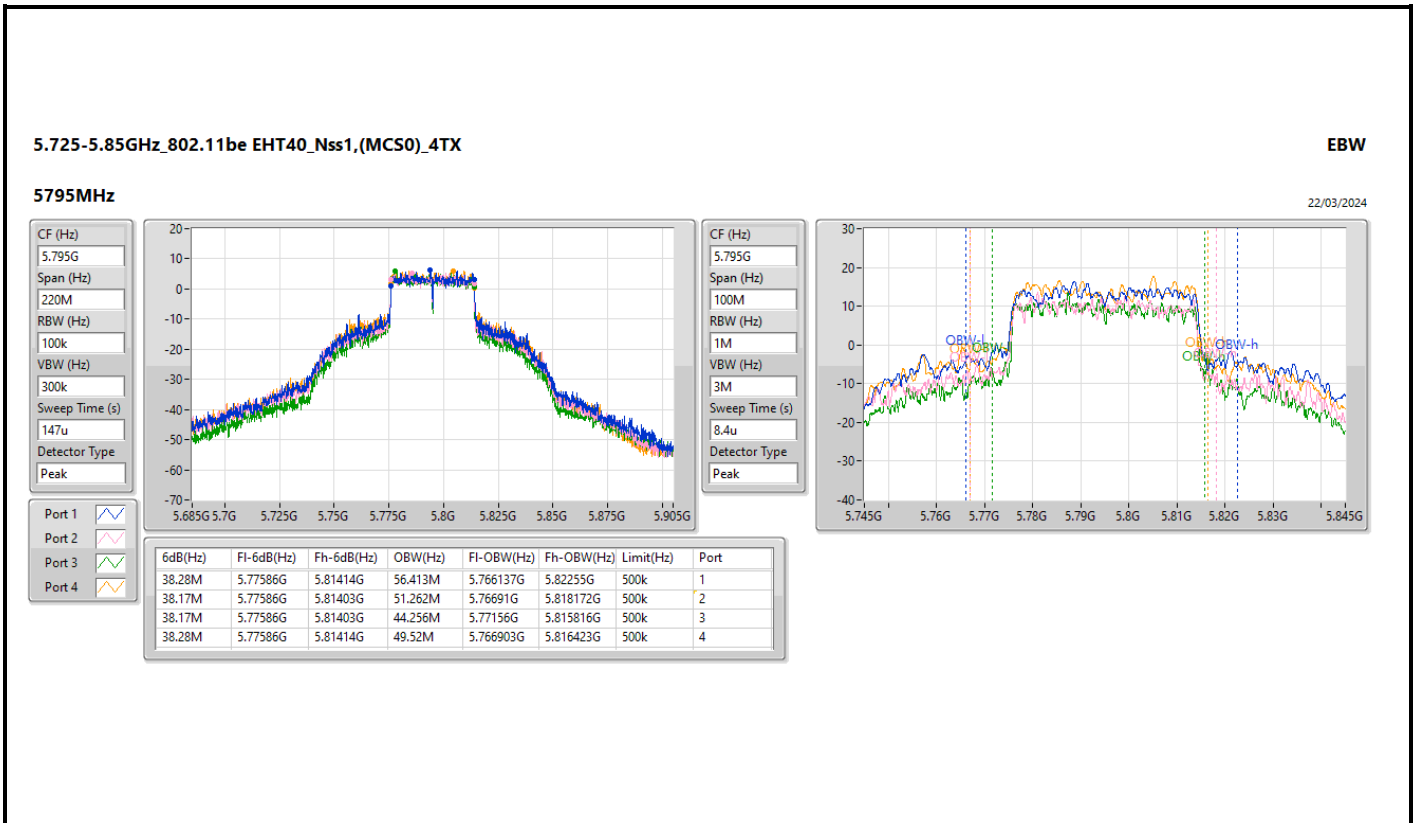 5.725-5.85GHz_802.11be EHT40_Nss1,(MCS0)_4TX
EBW
5795MHz
22/03/2024
CF (Hz)
5.795G
Span (Hz)
220M
RBW (Hz)
100k
VBW (Hz)
300k
Sweep Time (s)
147u
Detector Type
Peak
20
10
0
-10
-20
-30
-40
-50
-60
-70
5.685G 5.7G 5.725G 5.75G 5.775G 5.8G 5.825G 5.85G 5.875G 5.905G
CF (Hz)
5.795G
Span (Hz)
100M
RBW (Hz)
1M
VBW (Hz)
3M
Sweep Time (s)
8.4u
Detector Type
Peak
30
20
10
0
-10
-20
-30
-40
OBW-l
OBW-h
5.745G 5.76G 5.77G 5.78G 5.79G 5.8G 5.81G 5.82G 5.83G 5.845G
Port 1
Port 2
Port 3
Port 4
6dB(Hz) Fl-6dB(Hz) Fh-6dB(Hz) OBW(Hz) Fl-OBW(Hz) Fh-OBW(Hz) Limit(Hz) Port
38.28M 5.77586G 5.81414G 56.413M 5.766137G 5.82255G 500k 1
38.17M 5.77586G 5.81403G 51.262M 5.76691G 5.818172G 500k 2
38.17M 5.77586G 5.81403G 44.256M 5.77156G 5.815816G 500k 3
38.28M 5.77586G 5.81414G 49.52M 5.766903G 5.816423G 500k 4